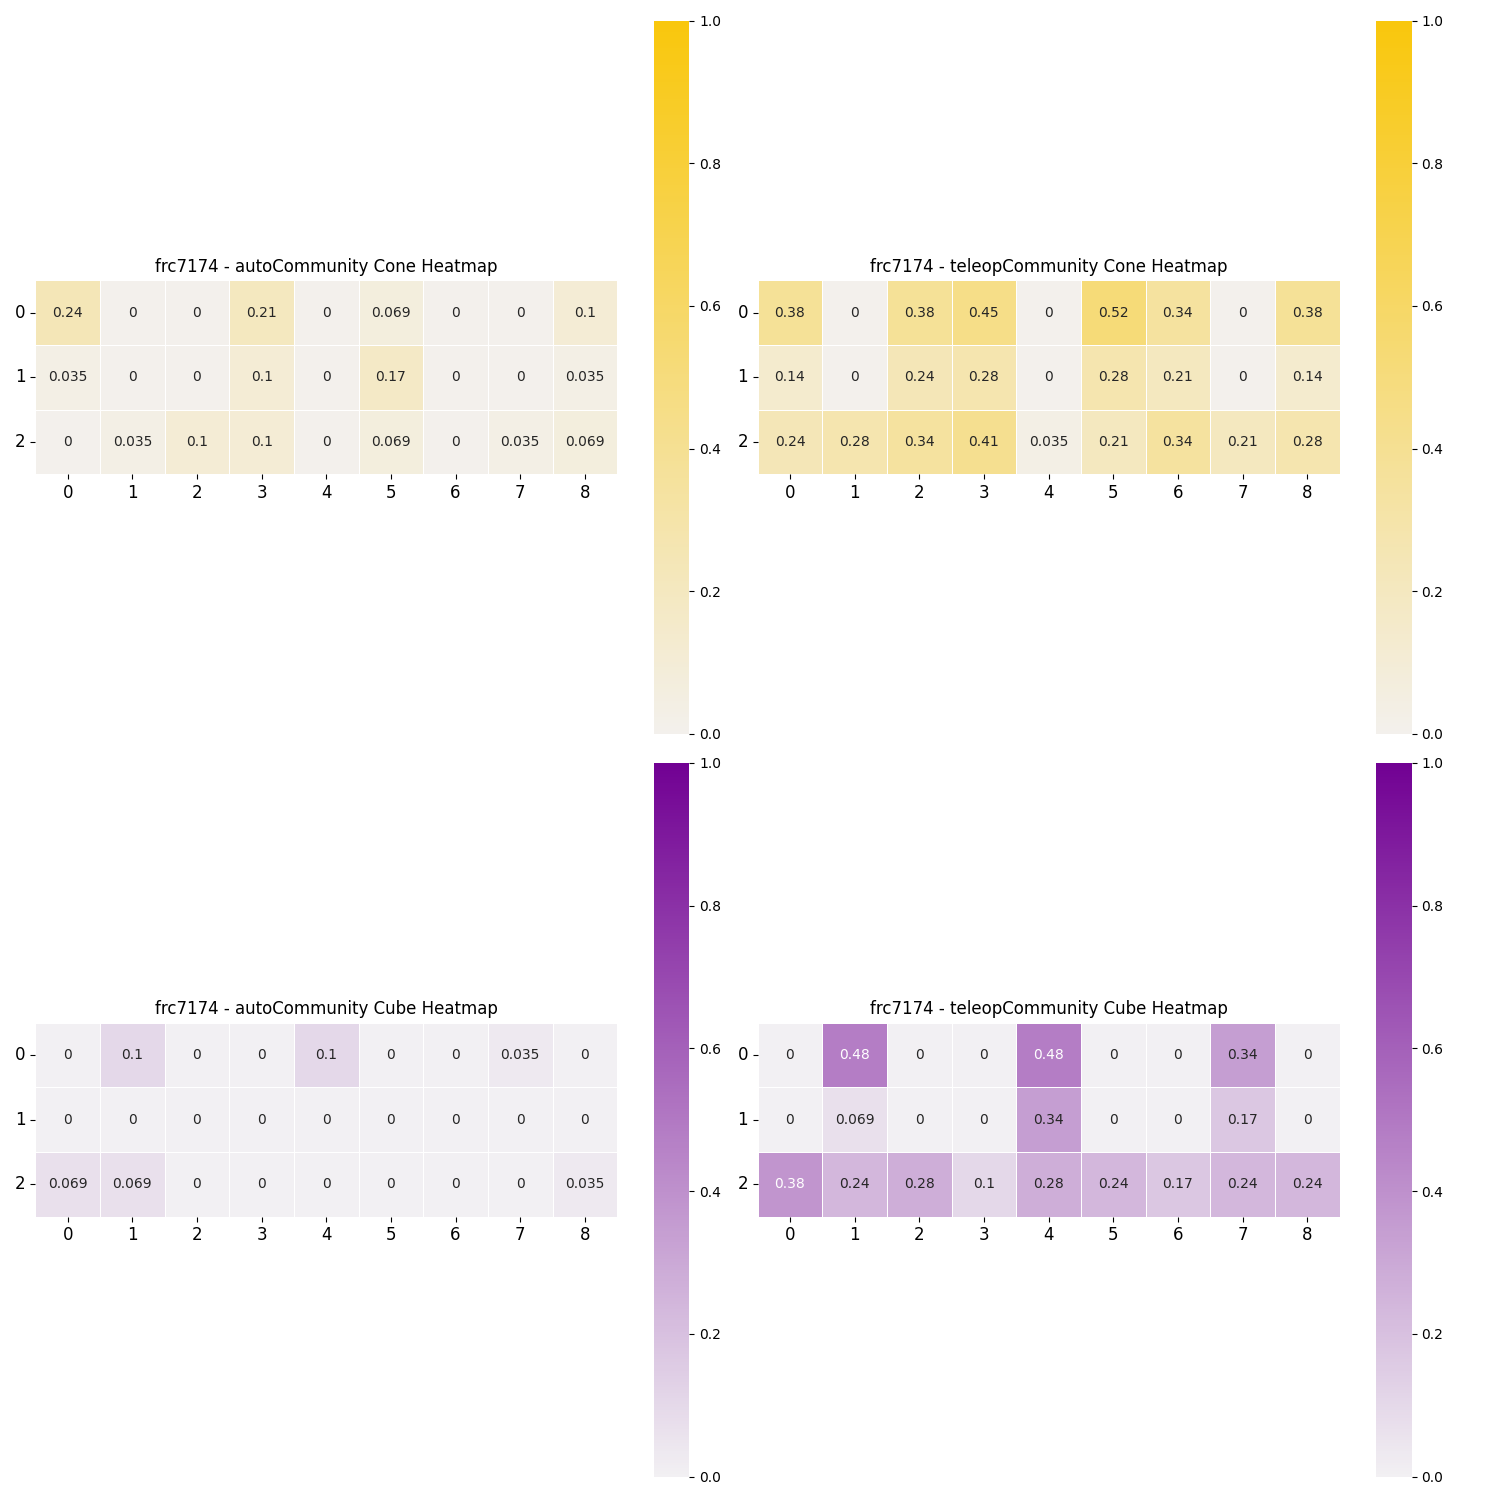 frc7174 - autoCommunity Cone Heatmap
0 0.24 0 0 0.21 0 0.069 0 0 0.1
1 0.035 0 0 0.1 0 0.17 0 0 0.035
2 0 0.035 0.1 0.1 0 0.069 0 0.035 0.069
0 1 2 3 4 5 6 7 8
1.0
0.8
0.6
0.4
0.2
0.0
frc7174 - teleopCommunity Cone Heatmap
0 0.38 0 0.38 0.45 0 0.52 0.34 0 0.38
1 0.14 0 0.24 0.28 0 0.28 0.21 0 0.14
2 0.24 0.28 0.34 0.41 0.035 0.21 0.34 0.21 0.28
0 1 2 3 4 5 6 7 8
1.0
0.8
0.6
0.4
0.2
0.0
frc7174 - autoCommunity Cube Heatmap
0 0 0.1 0 0 0.1 0 0 0.035 0
1 0 0 0 0 0 0 0 0 0
2 0.069 0.069 0 0 0 0 0 0 0.035
0 1 2 3 4 5 6 7 8
1.0
0.8
0.6
0.4
0.2
0.0
frc7174 - teleopCommunity Cube Heatmap
0 0 0.48 0 0 0.48 0 0 0.34 0
1 0 0.069 0 0 0.34 0 0 0.17 0
2 0.38 0.24 0.28 0.1 0.28 0.24 0.17 0.24 0.24
0 1 2 3 4 5 6 7 8
1.0
0.8
0.6
0.4
0.2
0.0